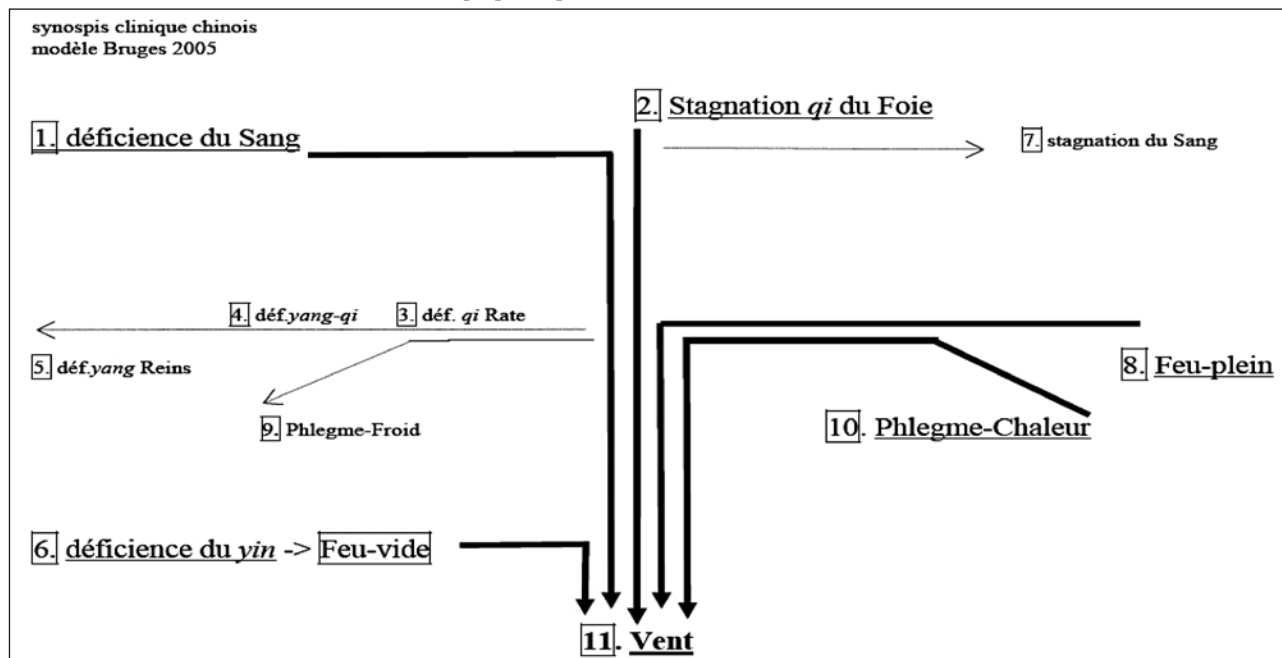 synospis clinique chinois
modèle Bruges 2005
2. Stagnation qi du Foie
1. déficience du Sang
7. stagnation du Sang
4. déf.yang-qi 3. déf. qi Rate
5. déf.yang Reins
8. Feu-plein
9. Phlegme-Froid
10. Phlegme-Chaleur
6. déficience du yin -> Feu-vide
11. Vent